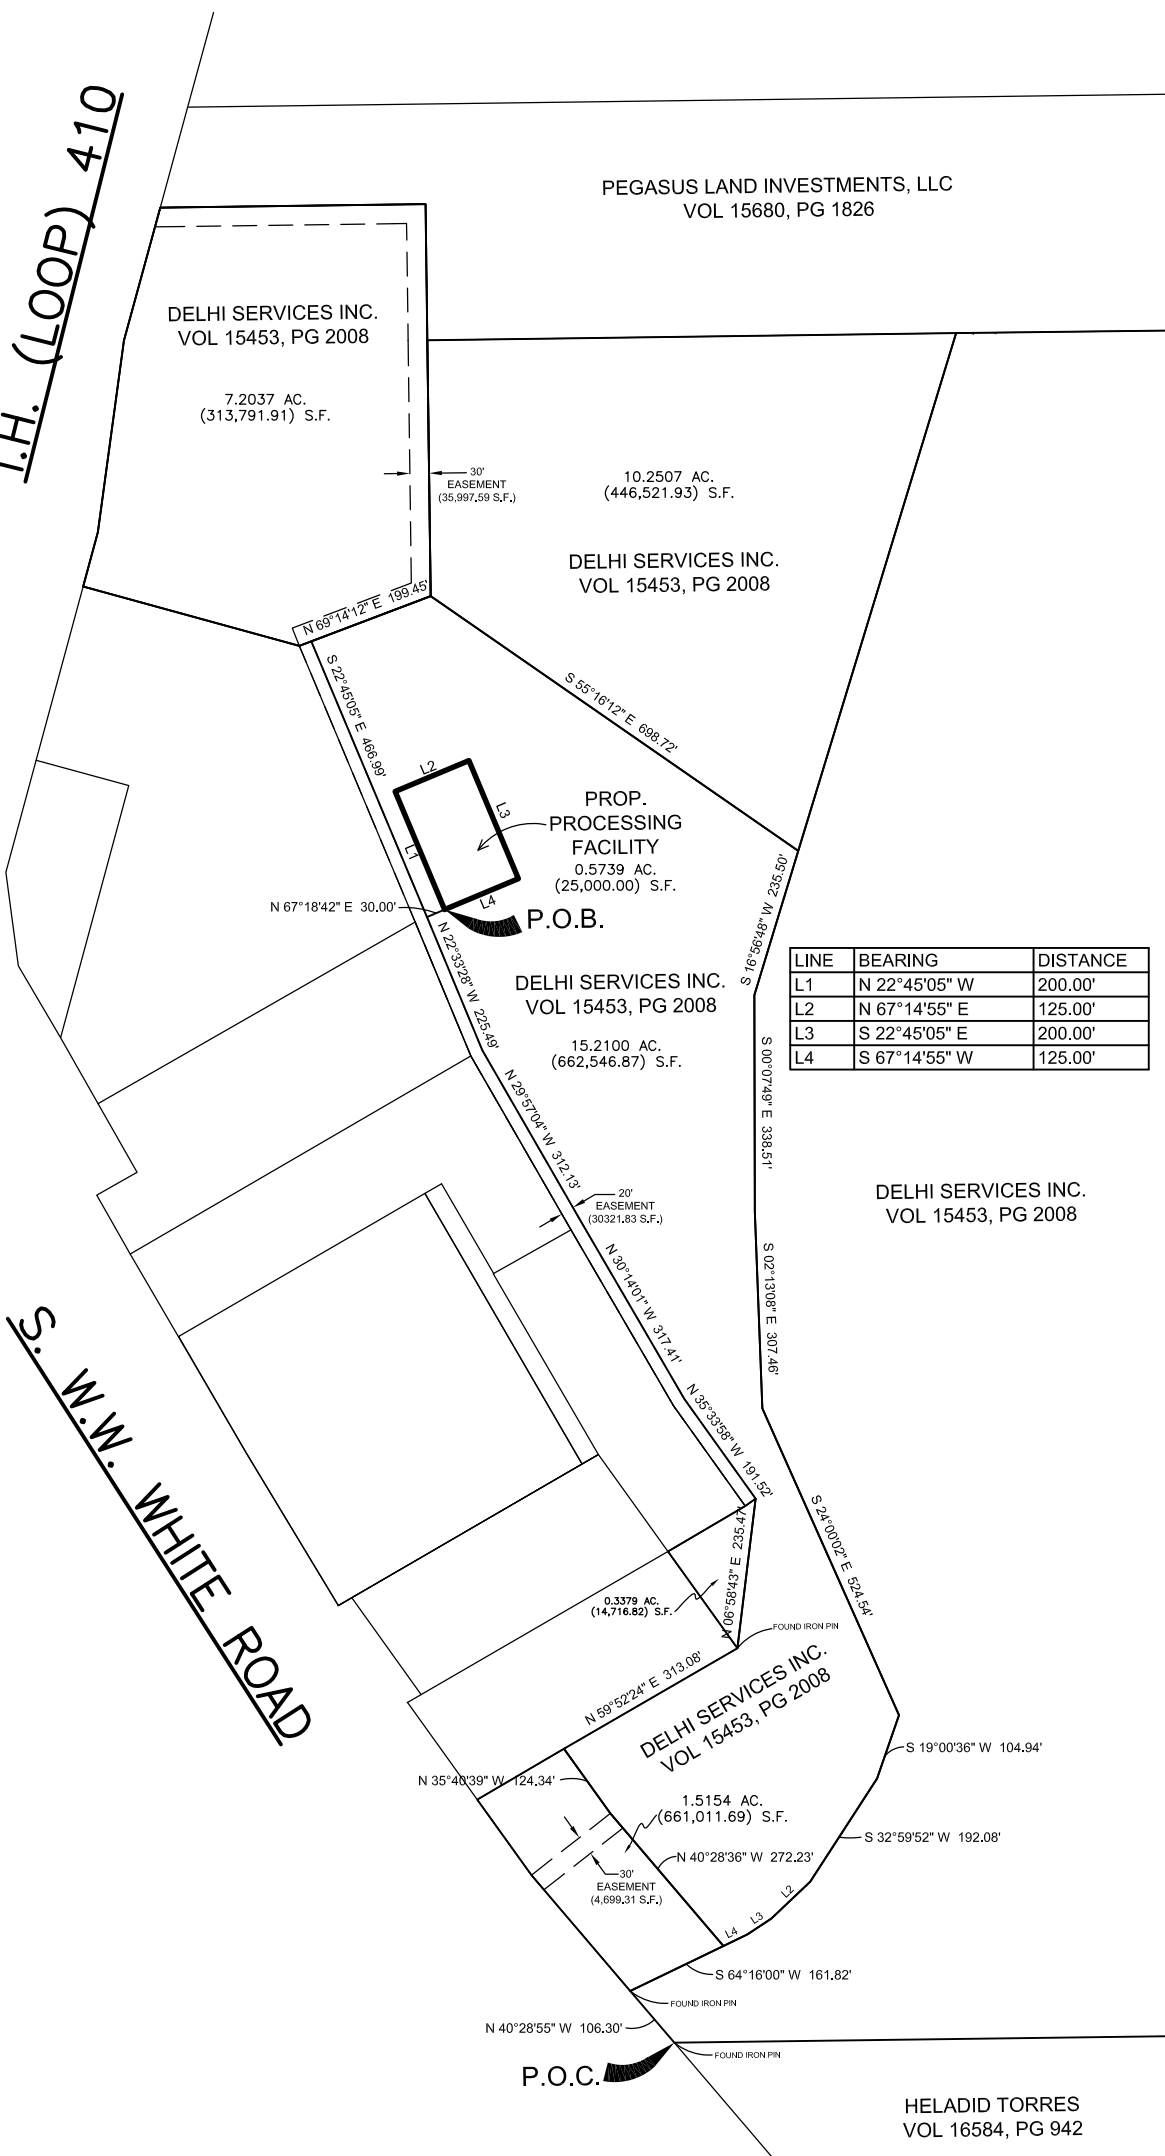 I.H. (LOOP) 410
PEGASUS LAND INVESTMENTS, LLC
VOL 15680, PG 1826
DELHI SERVICES INC.
VOL 15453, PG 2008
7.2037 AC.
(313,791.91) S.F.
30'
EASEMENT
(35,997.59 S.F.)
10.2507 AC.
(446,521.93) S.F.
DELHI SERVICES INC.
VOL 15453, PG 2008
N 69°14'12" E 199.45'
S 22°45'05" E 466.99'
S 55°16'12" E 698.72'
L2
L3
L1
L4
PROP.
PROCESSING
FACILITY
0.5739 AC.
(25,000.00) S.F.
N 67°18'42" E 30.00'
P.O.B.
S 16°56'48" W 235.50'
N 22°33'28" W 225.49'
DELHI SERVICES INC.
VOL 15453, PG 2008
15.2100 AC.
(662,546.87) S.F.
LINE BEARING DISTANCE
L1 N 22°45'05" W 200.00'
L2 N 67°14'55" E 125.00'
L3 S 22°45'05" E 200.00'
L4 S 67°14'55" W 125.00'
S 00°07'49" E 338.51'
N 29°57'04" W 312.13'
20'
EASEMENT
(30321.83 S.F.)
DELHI SERVICES INC.
VOL 15453, PG 2008
N 30°14'01" W 317.41'
S 02°13'08" E 307.46'
N 35°33'58" W 191.52'
S. W.W. WHITE ROAD
S 24°00'02" E 524.54'
N 06°58'43" E 235.47'
0.3379 AC.
(14,716.82) S.F.
FOUND IRON PIN
N 59°52'24" E 313.08'
DELHI SERVICES INC.
VOL 15453, PG 2008
S 19°00'36" W 104.94'
N 35°40'39" W 124.34'
1.5154 AC.
(661,011.69) S.F.
S 32°59'52" W 192.08'
N 40°28'36" W 272.23'
30'
EASEMENT
(4,699.31 S.F.)
L2
L3
L4
S 64°16'00" W 161.82'
FOUND IRON PIN
N 40°28'55" W 106.30'
FOUND IRON PIN
P.O.C.
HELADID TORRES
VOL 16584, PG 942